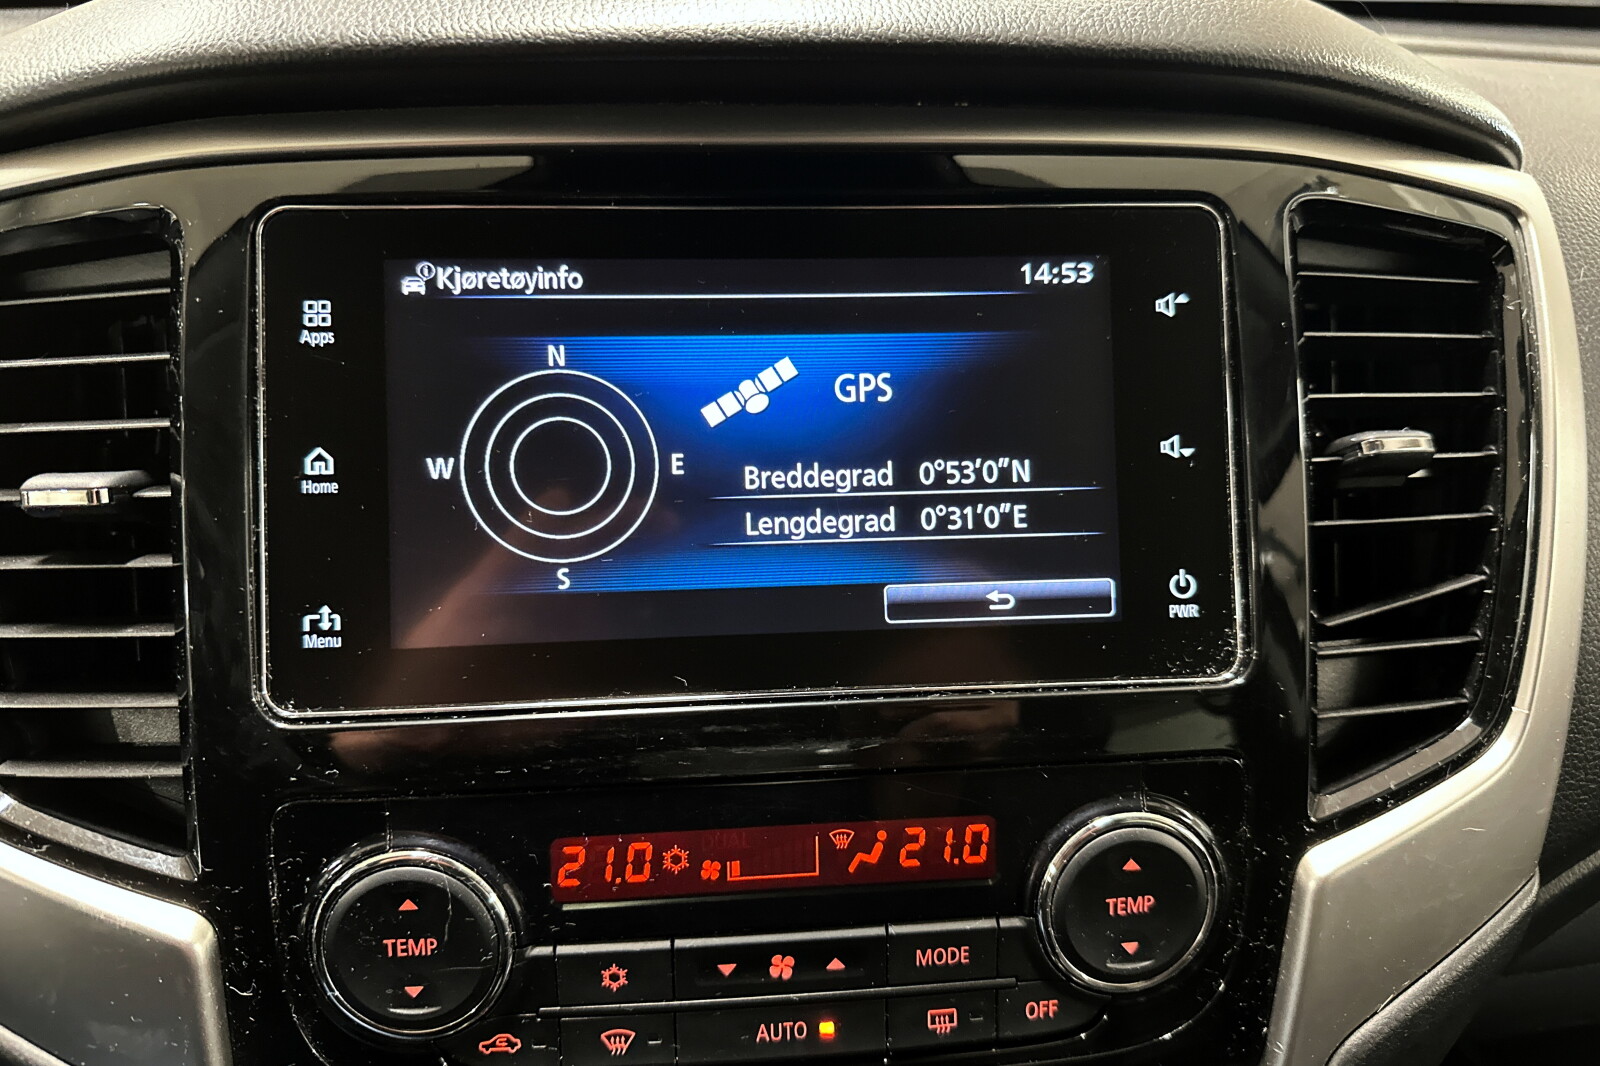 Kjøretøyinfo
14:53
Apps
Home
Menu
N
W
E
S
GPS
Breddegrad 0°53'0"N
Lengdegrad 0°31'0"E
PWR
DUAL
21.0
21.0
TEMP
TEMP
MODE
AUTO
OFF